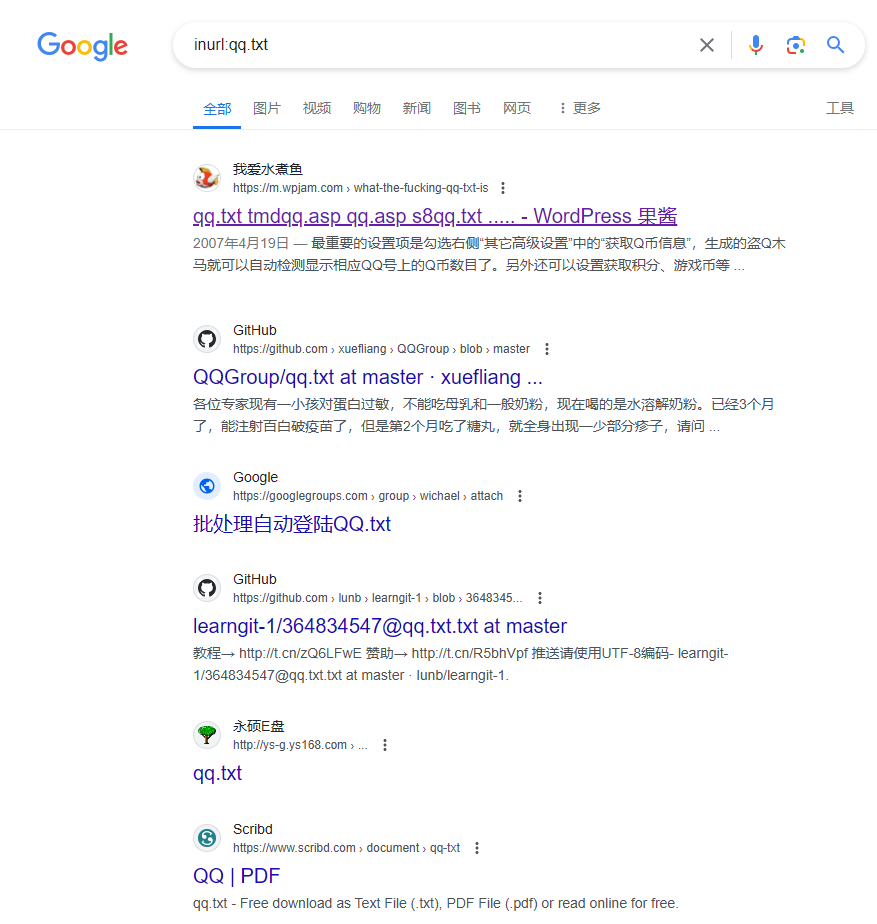 Google
inurl:qq.txt
全部 图片 视频 购物 新闻 图书 网页 更多 工具
我爱水煮鱼
https://m.wpjam.com › what-the-fucking-qq-txt-is
qq.txt tmdqq.asp qq.asp s8qq.txt ..... - WordPress 果酱
2007年4月19日 — 最重要的设置项是勾选右侧“其它高级设置”中的“获取Q币信息”，生成的盗Q木
马就可以自动检测显示相应QQ号上的Q币数目了。另外还可以设置获取积分、游戏币等 ...
GitHub
https://github.com › xuefliang › QQGroup › blob › master
QQGroup/qq.txt at master · xuefliang ...
各位专家现有一小孩对蛋白过敏，不能吃母乳和一般奶粉，现在喝的是水溶解奶粉。已经3个月
了，能注射百白破疫苗了，但是第2个月吃了糖丸，就全身出现一少部分疹子，请问 ...
Google
https://googlegroups.com › group › wichael › attach
批处理自动登陆QQ.txt
GitHub
https://github.com › lunb › learngit-1 › blob › 3648345...
learngit-1/364834547@qq.txt.txt at master
教程→ http://t.cn/zQ6LFwE 赞助→ http://t.cn/R5bhVpf 推送请使用UTF-8编码- learngit-
1/364834547@qq.txt.txt at master · lunb/learngit-1.
永硕E盘
http://ys-g.ys168.com › ...
qq.txt
Scribd
https://www.scribd.com › document › qq-txt
QQ | PDF
qq.txt - Free download as Text File (.txt), PDF File (.pdf) or read online for free.